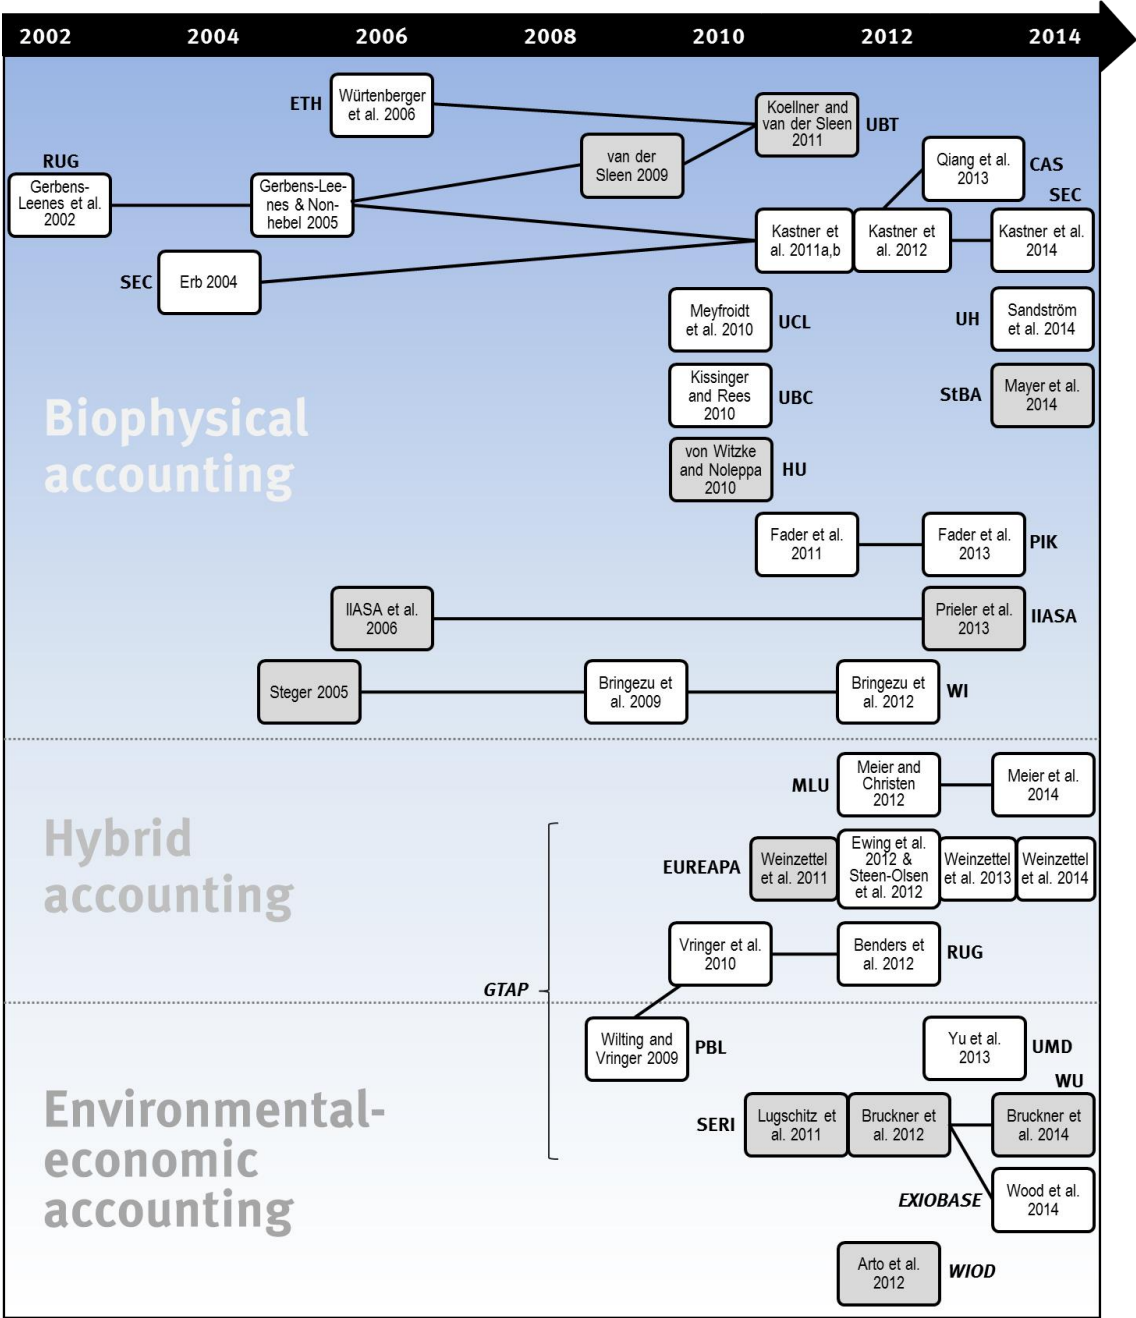 2002 2004 2006 2008 2010 2012 2014
ETH
Würtenberger
et al. 2006
Koellner and
van der Sleen
2011
UBT
RUG
Gerbens-
Leenes et al.
2002
Gerbens-Lee-
nes & Non-
hebel 2005
van der
Sleen 2009
Qiang et al.
2013
CAS
SEC
Erb 2004
Kastner et
al. 2011a,b
Kastner et
al. 2012
SEC
Kastner et al.
2014
Meyfroidt
et al. 2010
UCL
UH
Sandström
et al. 2014
Kissinger
and Rees
2010
UBC
StBA
Mayer et al.
2014
Biophysical
accounting
von Witzke
and Noleppa
2010
HU
Fader et al.
2011
Fader et al.
2013
PIK
IIASA et al.
2006
Prieler et al.
2013
IIASA
Steger 2005
Bringezu et
al. 2009
Bringezu et
al. 2012
WI
MLU
Meier and
Christen
2012
Meier et al.
2014
Hybrid
accounting
EUREAPA
Weinzettel
et al. 2011
Ewing et al.
2012 &
Steen-Olsen
et al. 2012
Weinzettel
et al. 2013
Weinzettel
et al. 2014
Vringer et al.
2010
Benders et
al. 2012
RUG
GTAP
Wilting and
Vringer 2009
PBL
Yu et al.
2013
UMD
Environmental-
economic
accounting
SERI
Lugschitz et
al. 2011
Bruckner et
al. 2012
WU
Bruckner et
al. 2014
EXIOBASE
Wood et al.
2014
Arto et al.
2012
WIOD